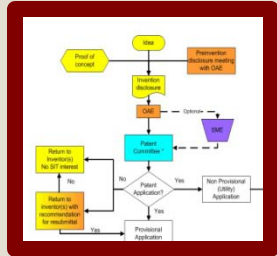 Idea
Proof of
concept
Preinvention
disclosure meeting
with OAE
Invention
disclosure
OAE
Optional
SME
Patent
Committee *
Return to
Inventor(s)
No SIT interest
No
Patent
Application?
Yes
Non Provisional
(Utility)
Application
No
Yes
Return to
inventor(s) with
recommendation
for resubmittal
Yes
Provisional
Application